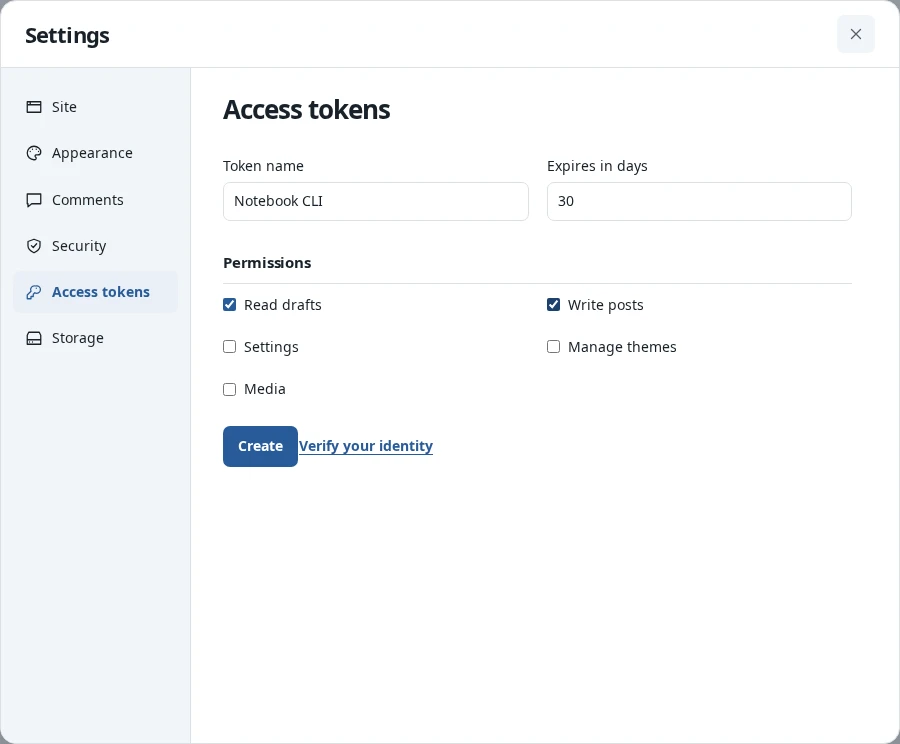 Settings
Site
Appearance
Comments
Security
Access tokens
Storage
Access tokens
Token name
Expires in days
Notebook CLI
30
Permissions
Read drafts
Write posts
Settings
Manage themes
Media
Create
Verify your identity